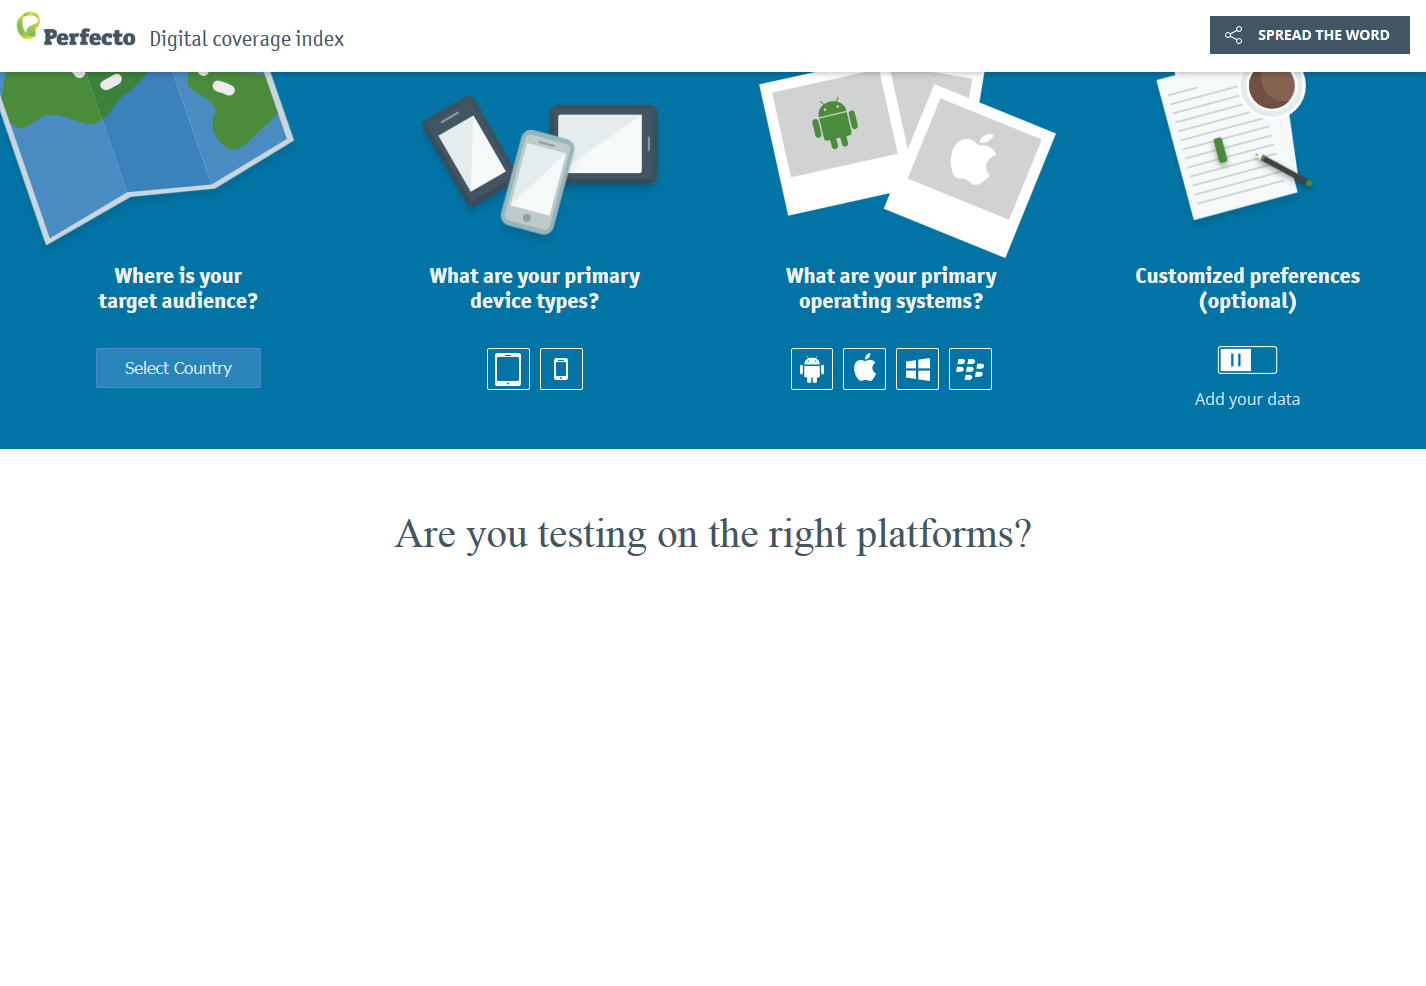 Perfecto Digital coverage index
SPREAD THE WORD
Where is your
target audience?
Select Country
What are your primary
device types?
What are your primary
operating systems?
Customized preferences
(optional)
Add your data
Are you testing on the right platforms?